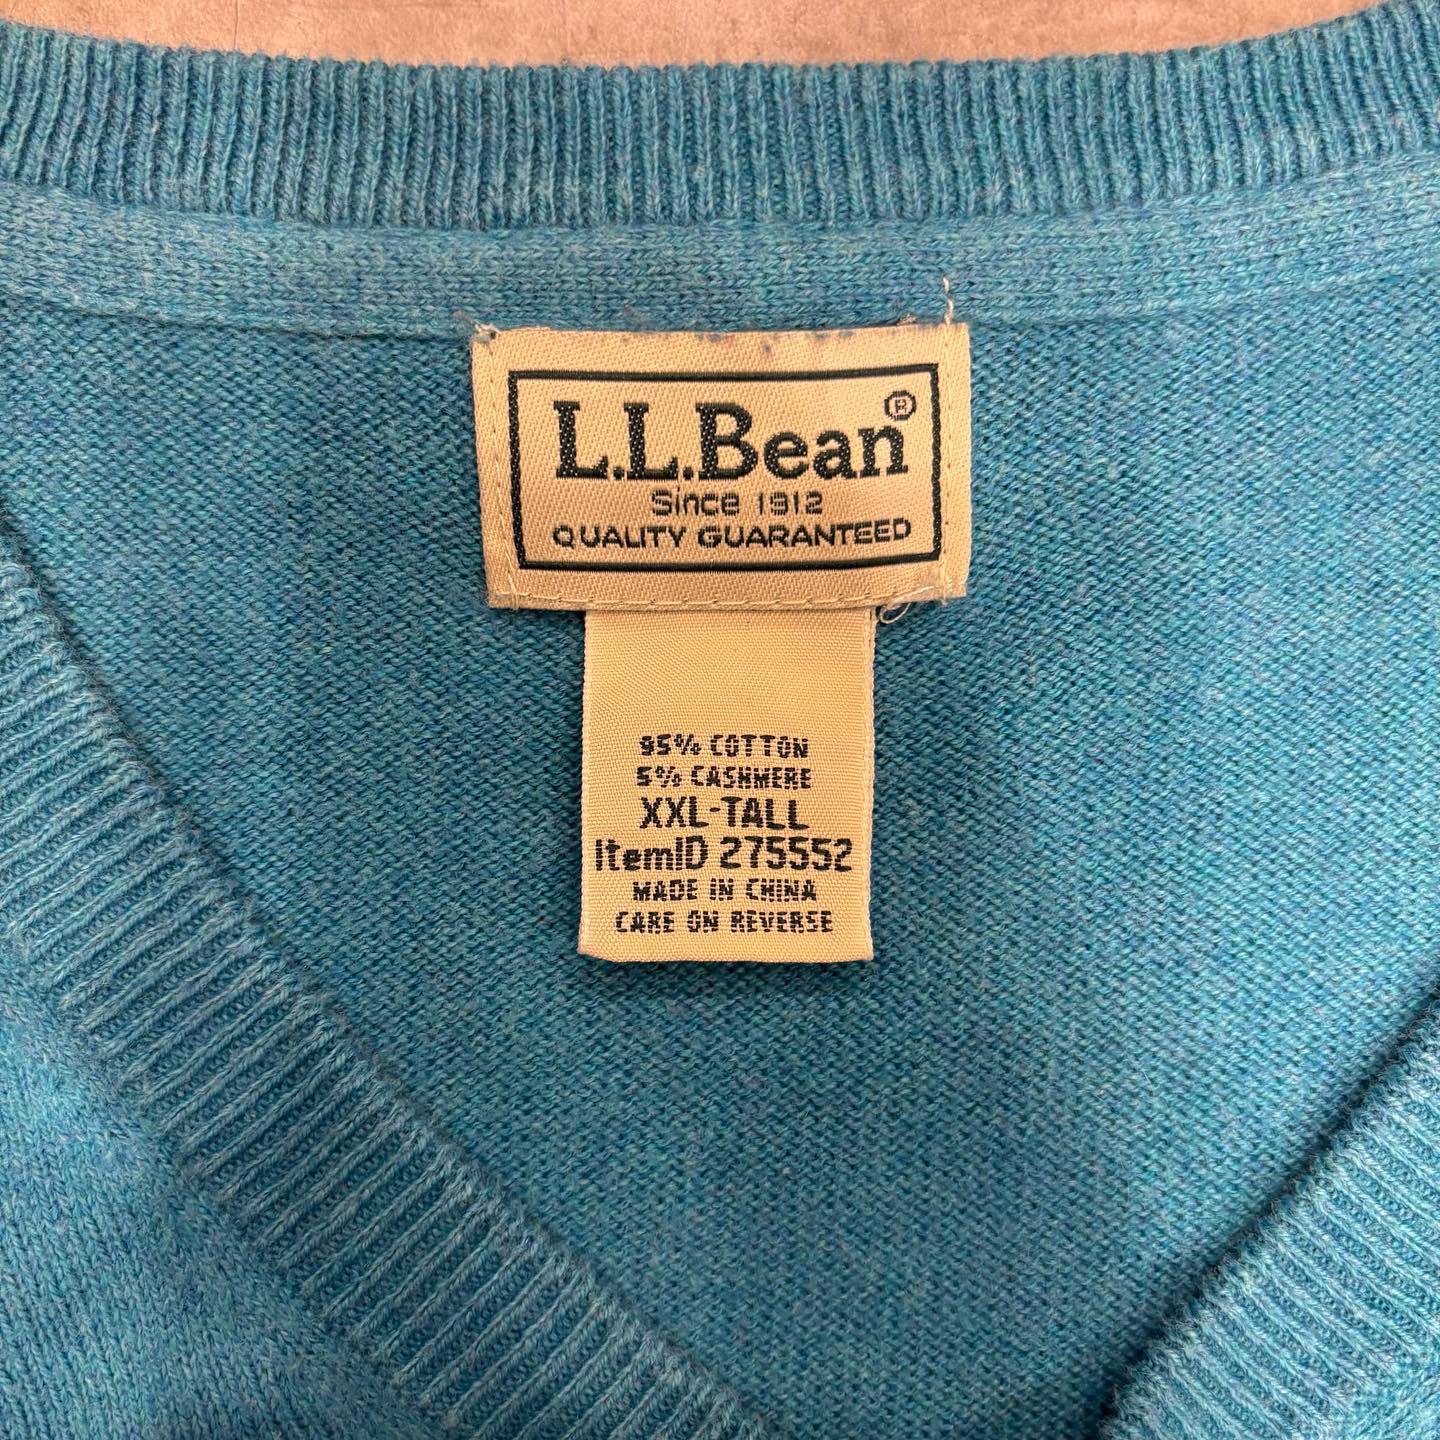 L.L.Bean®
Since 1912
QUALITY GUARANTEED
95% COTTON
5% CASHMERE
XXL-TALL
ItemID 275552
MADE IN CHINA
CARE ON REVERSE